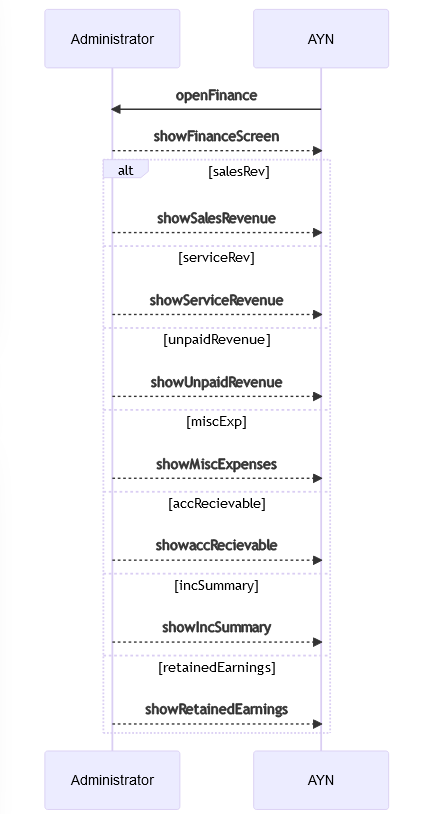 Administrator AYN
openFinance
showFinanceScreen
alt [salesRev]
showSalesRevenue
[serviceRev]
showServiceRevenue
[unpaidRevenue]
showUnpaidRevenue
[miscExp]
showMiscExpenses
[accRecievable]
showaccRecievable
[incSummary]
showIncSummary
[retainedEarnings]
showRetainedEarnings
Administrator AYN